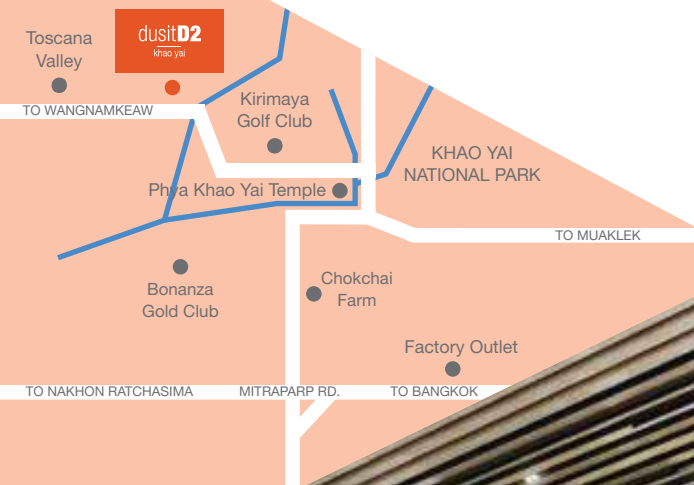 dusitD2
khao yai
Toscana
Valley
TO WANGNAMKEAW
Kirimaya
Golf Club
KHAO YAI
NATIONAL PARK
Phya Khao Yai Temple
TO MUAKLEK
Bonanza
Gold Club
Chokchai
Farm
Factory Outlet
TO NAKHON RATCHASIMA
MITRAPARP RD.
TO BANGKOK